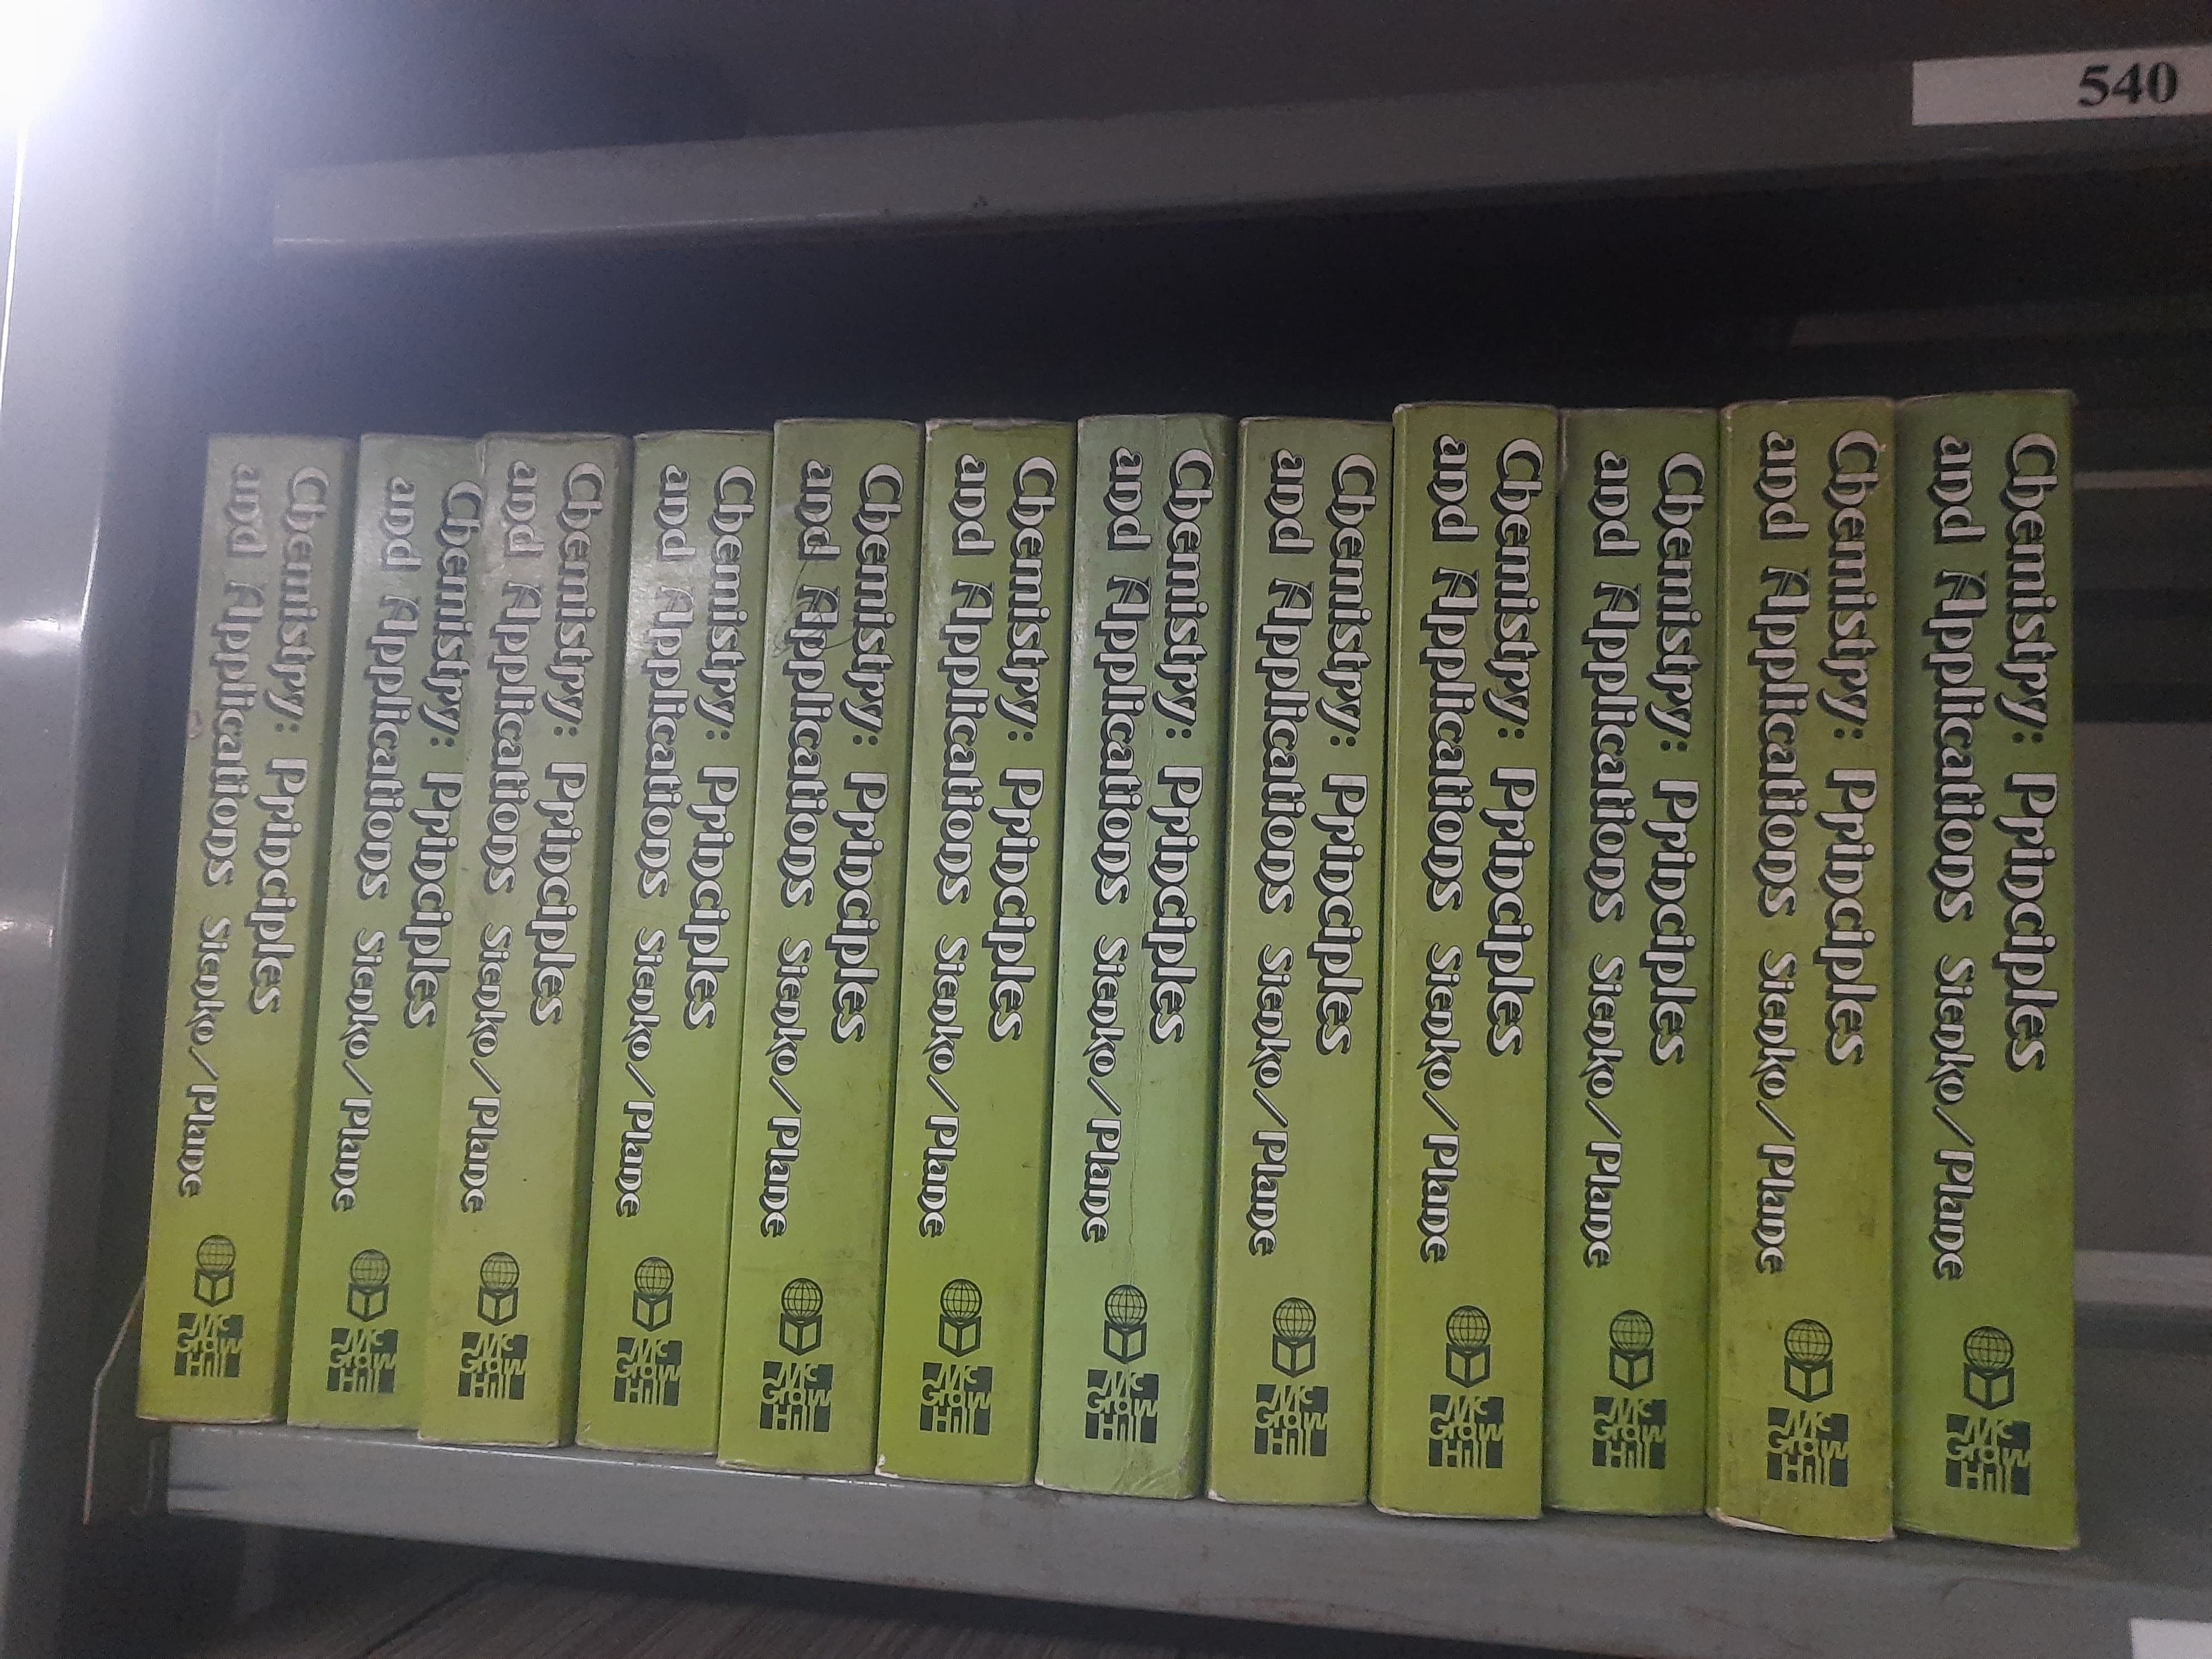 540
Chemistry: Principles
and Applications Sienko/Plane
Mc
Graw
Hill
Chemistry: Principles
and Applications Sienko/Plane
Mc
Graw
Hill
Chemistry: Principles
and Applications Sienko/Plane
Mc
Graw
Hill
Chemistry: Principles
and Applications Sienko/Plane
Mc
Graw
Hill
Chemistry: Principles
and Applications Sienko/Plane
Mc
Graw
Hill
Chemistry: Principles
and Applications Sienko/Plane
Mc
Graw
Hill
Chemistry: Principles
and Applications Sienko/Plane
Mc
Graw
Hill
Chemistry: Principles
and Applications Sienko/Plane
Mc
Graw
Hill
Chemistry: Principles
and Applications Sienko/Plane
Mc
Graw
Hill
Chemistry: Principles
and Applications Sienko/Plane
Mc
Graw
Hill
Chemistry: Principles
and Applications Sienko/Plane
Mc
Graw
Hill
Chemistry: Principles
and Applications Sienko/Plane
Mc
Graw
Hill